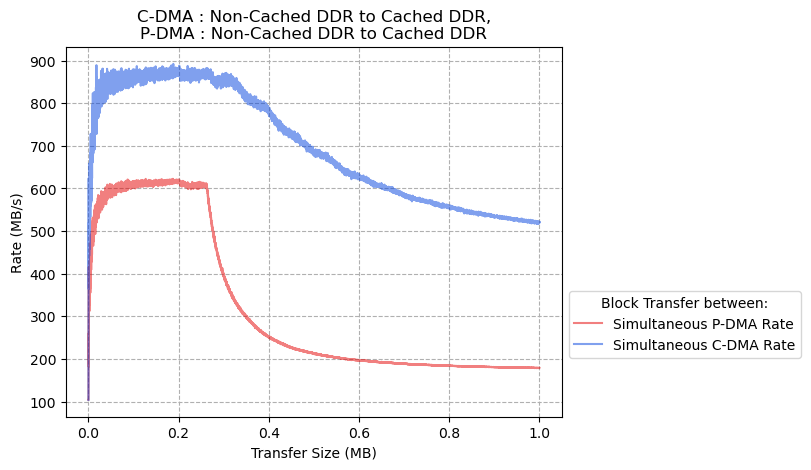 C-DMA : Non-Cached DDR to Cached DDR,
P-DMA : Non-Cached DDR to Cached DDR
900
800
700
600
500
400
300
200
100
Rate (MB/s)
0.0 0.2 0.4 0.6 0.8 1.0
Transfer Size (MB)
Block Transfer between:
Simultaneous P-DMA Rate
Simultaneous C-DMA Rate